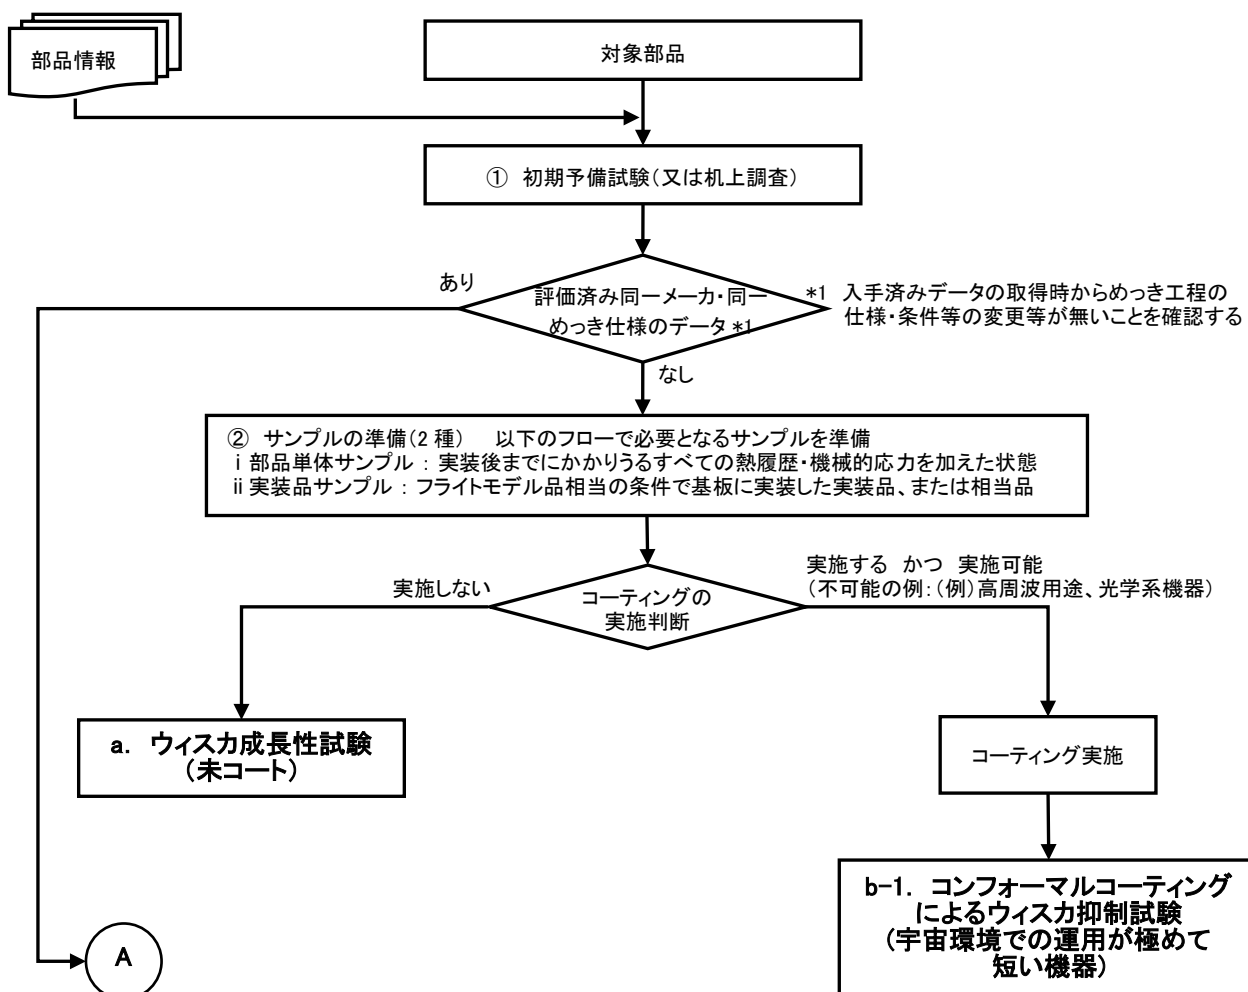 部品情報
対象部品
① 初期予備試験(又は机上調査)
あり
評価済み同一メーカ・同一
めっき仕様のデータ *1
*1 入手済みデータの取得時からめっき工程の
仕様・条件等の変更等が無いことを確認する
なし
② サンプルの準備(2 種) 以下のフローで必要となるサンプルを準備
ⅰ 部品単体サンプル : 実装後までにかかりうるすべての熱履歴・機械的応力を加えた状態
ⅱ 実装品サンプル : フライトモデル品相当の条件で基板に実装した実装品、または相当品
実施しない
コーティングの
実施判断
実施する かつ 実施可能
(不可能の例:(例)高周波用途、光学系機器)
a. ウィスカ成長性試験
(未コート)
コーティング実施
b-1. コンフォーマルコーティング
によるウィスカ抑制試験
(宇宙環境での運用が極めて
短い機器)
A